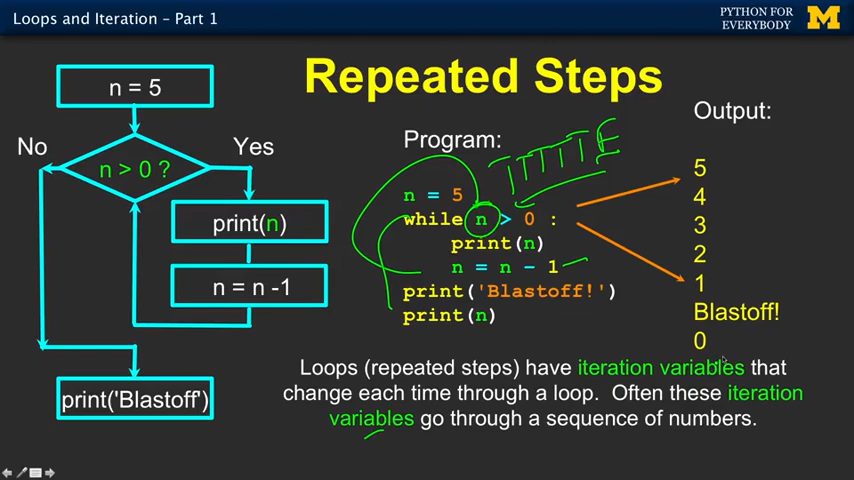 Loops and Iteration – Part 1
PYTHON FOR
EVERYBODY
M
Repeated Steps
n = 5
No
Yes
n > 0 ?
print(n)
n = n -1
print('Blastoff')
Program:
TTTTTF
n = 5
while n > 0 :
    print(n)
    n = n – 1
print('Blastoff!')
print(n)
Output:
5
4
3
2
1
Blastoff!
0
Loops (repeated steps) have iteration variables that
change each time through a loop.  Often these iteration
variables go through a sequence of numbers.